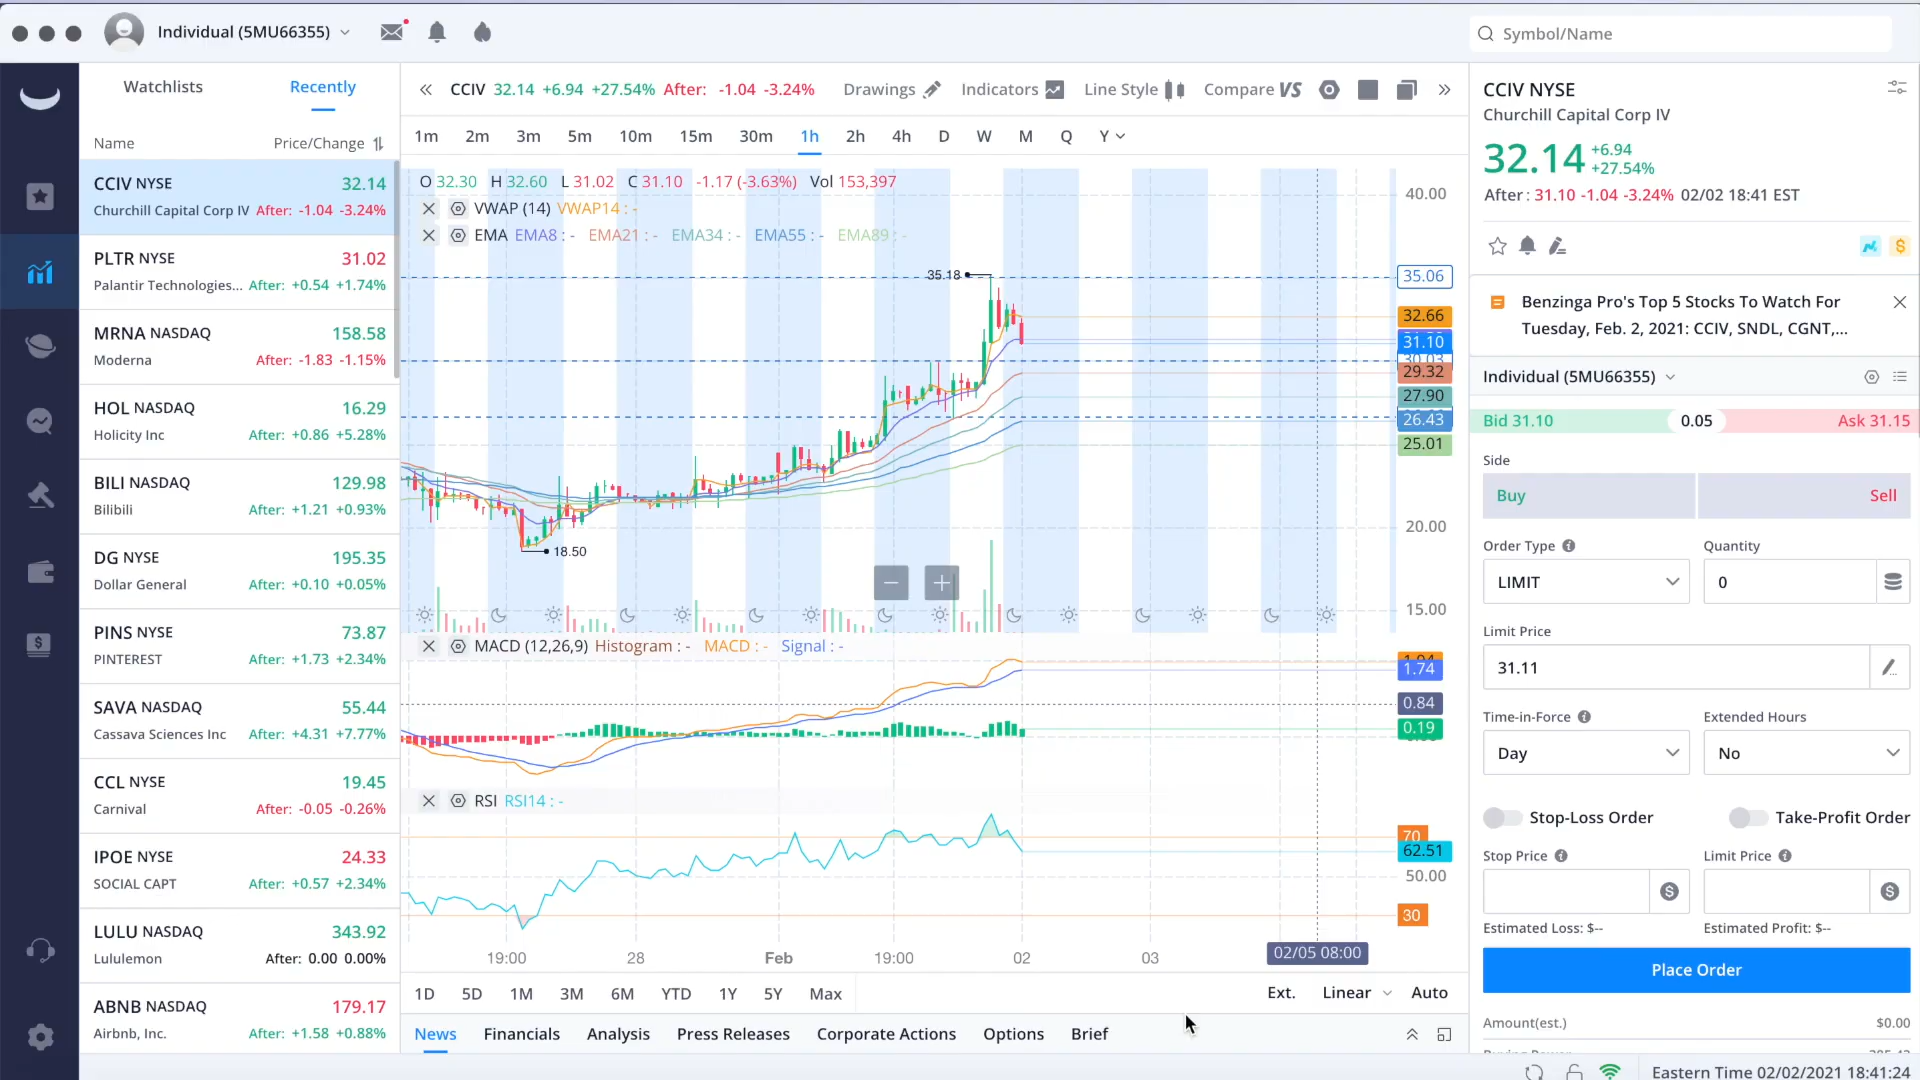 Individual (5MU66355)
Symbol/Name
Watchlists Recently
Name Price/Change
CCIV NYSE 32.14
Churchill Capital Corp IV After: -1.04 -3.24%
PLTR NYSE 31.02
Palantir Technologies... After: +0.54 +1.74%
MRNA NASDAQ 158.58
Moderna After: -1.83 -1.15%
HOL NASDAQ 16.29
Holicity Inc After: +0.86 +5.28%
BILI NASDAQ 129.98
Bilibili After: +1.21 +0.93%
DG NYSE 195.35
Dollar General After: +0.10 +0.05%
PINS NYSE 73.87
PINTEREST After: +1.73 +2.34%
SAVA NASDAQ 55.44
Cassava Sciences Inc After: +4.31 +7.77%
CCL NYSE 19.45
Carnival After: -0.05 -0.26%
IPOE NYSE 24.33
SOCIAL CAPT After: +0.57 +2.34%
LULU NASDAQ 343.92
Lululemon After: 0.00 0.00%
ABNB NASDAQ 179.17
Airbnb, Inc. After: +1.58 +0.88%
CCIV 32.14 +6.94 +27.54% After: -1.04 -3.24% Drawings Indicators Line Style Compare VS
1m 2m 3m 5m 10m 15m 30m 1h 2h 4h D W M Q Y
O 32.30 H 32.60 L 31.02 C 31.10 -1.17 (-3.63%) Vol 153,397
VWAP (14) VWAP14 : -
EMA EMA8 : - EMA21 : - EMA34 : - EMA55 : - EMA89 : -
40.00
35.18
35.06
32.66
31.10
29.32
27.90
26.43
25.01
20.00
18.50
15.00
MACD (12,26,9) Histogram : - MACD : - Signal : -
1.74
0.84
0.19
RSI RSI14 : -
70
62.51
50.00
30
19:00 28 Feb 19:00 02 03 02/05 08:00
1D 5D 1M 3M 6M YTD 1Y 5Y Max Ext. Linear Auto
News Financials Analysis Press Releases Corporate Actions Options Brief
CCIV NYSE
Churchill Capital Corp IV
32.14 +6.94
+27.54%
After : 31.10 -1.04 -3.24% 02/02 18:41 EST
Benzinga Pro's Top 5 Stocks To Watch For
Tuesday, Feb. 2, 2021: CCIV, SNDL, CGNT,...
Individual (5MU66355)
Bid 31.10 0.05 Ask 31.15
Side
Buy Sell
Order Type Quantity
LIMIT 0
Limit Price
31.11
Time-in-Force Extended Hours
Day No
Stop-Loss Order Take-Profit Order
Stop Price Limit Price
Estimated Loss: $-- Estimated Profit: $--
Place Order
Amount(est.) $0.00
Eastern Time 02/02/2021 18:41:24